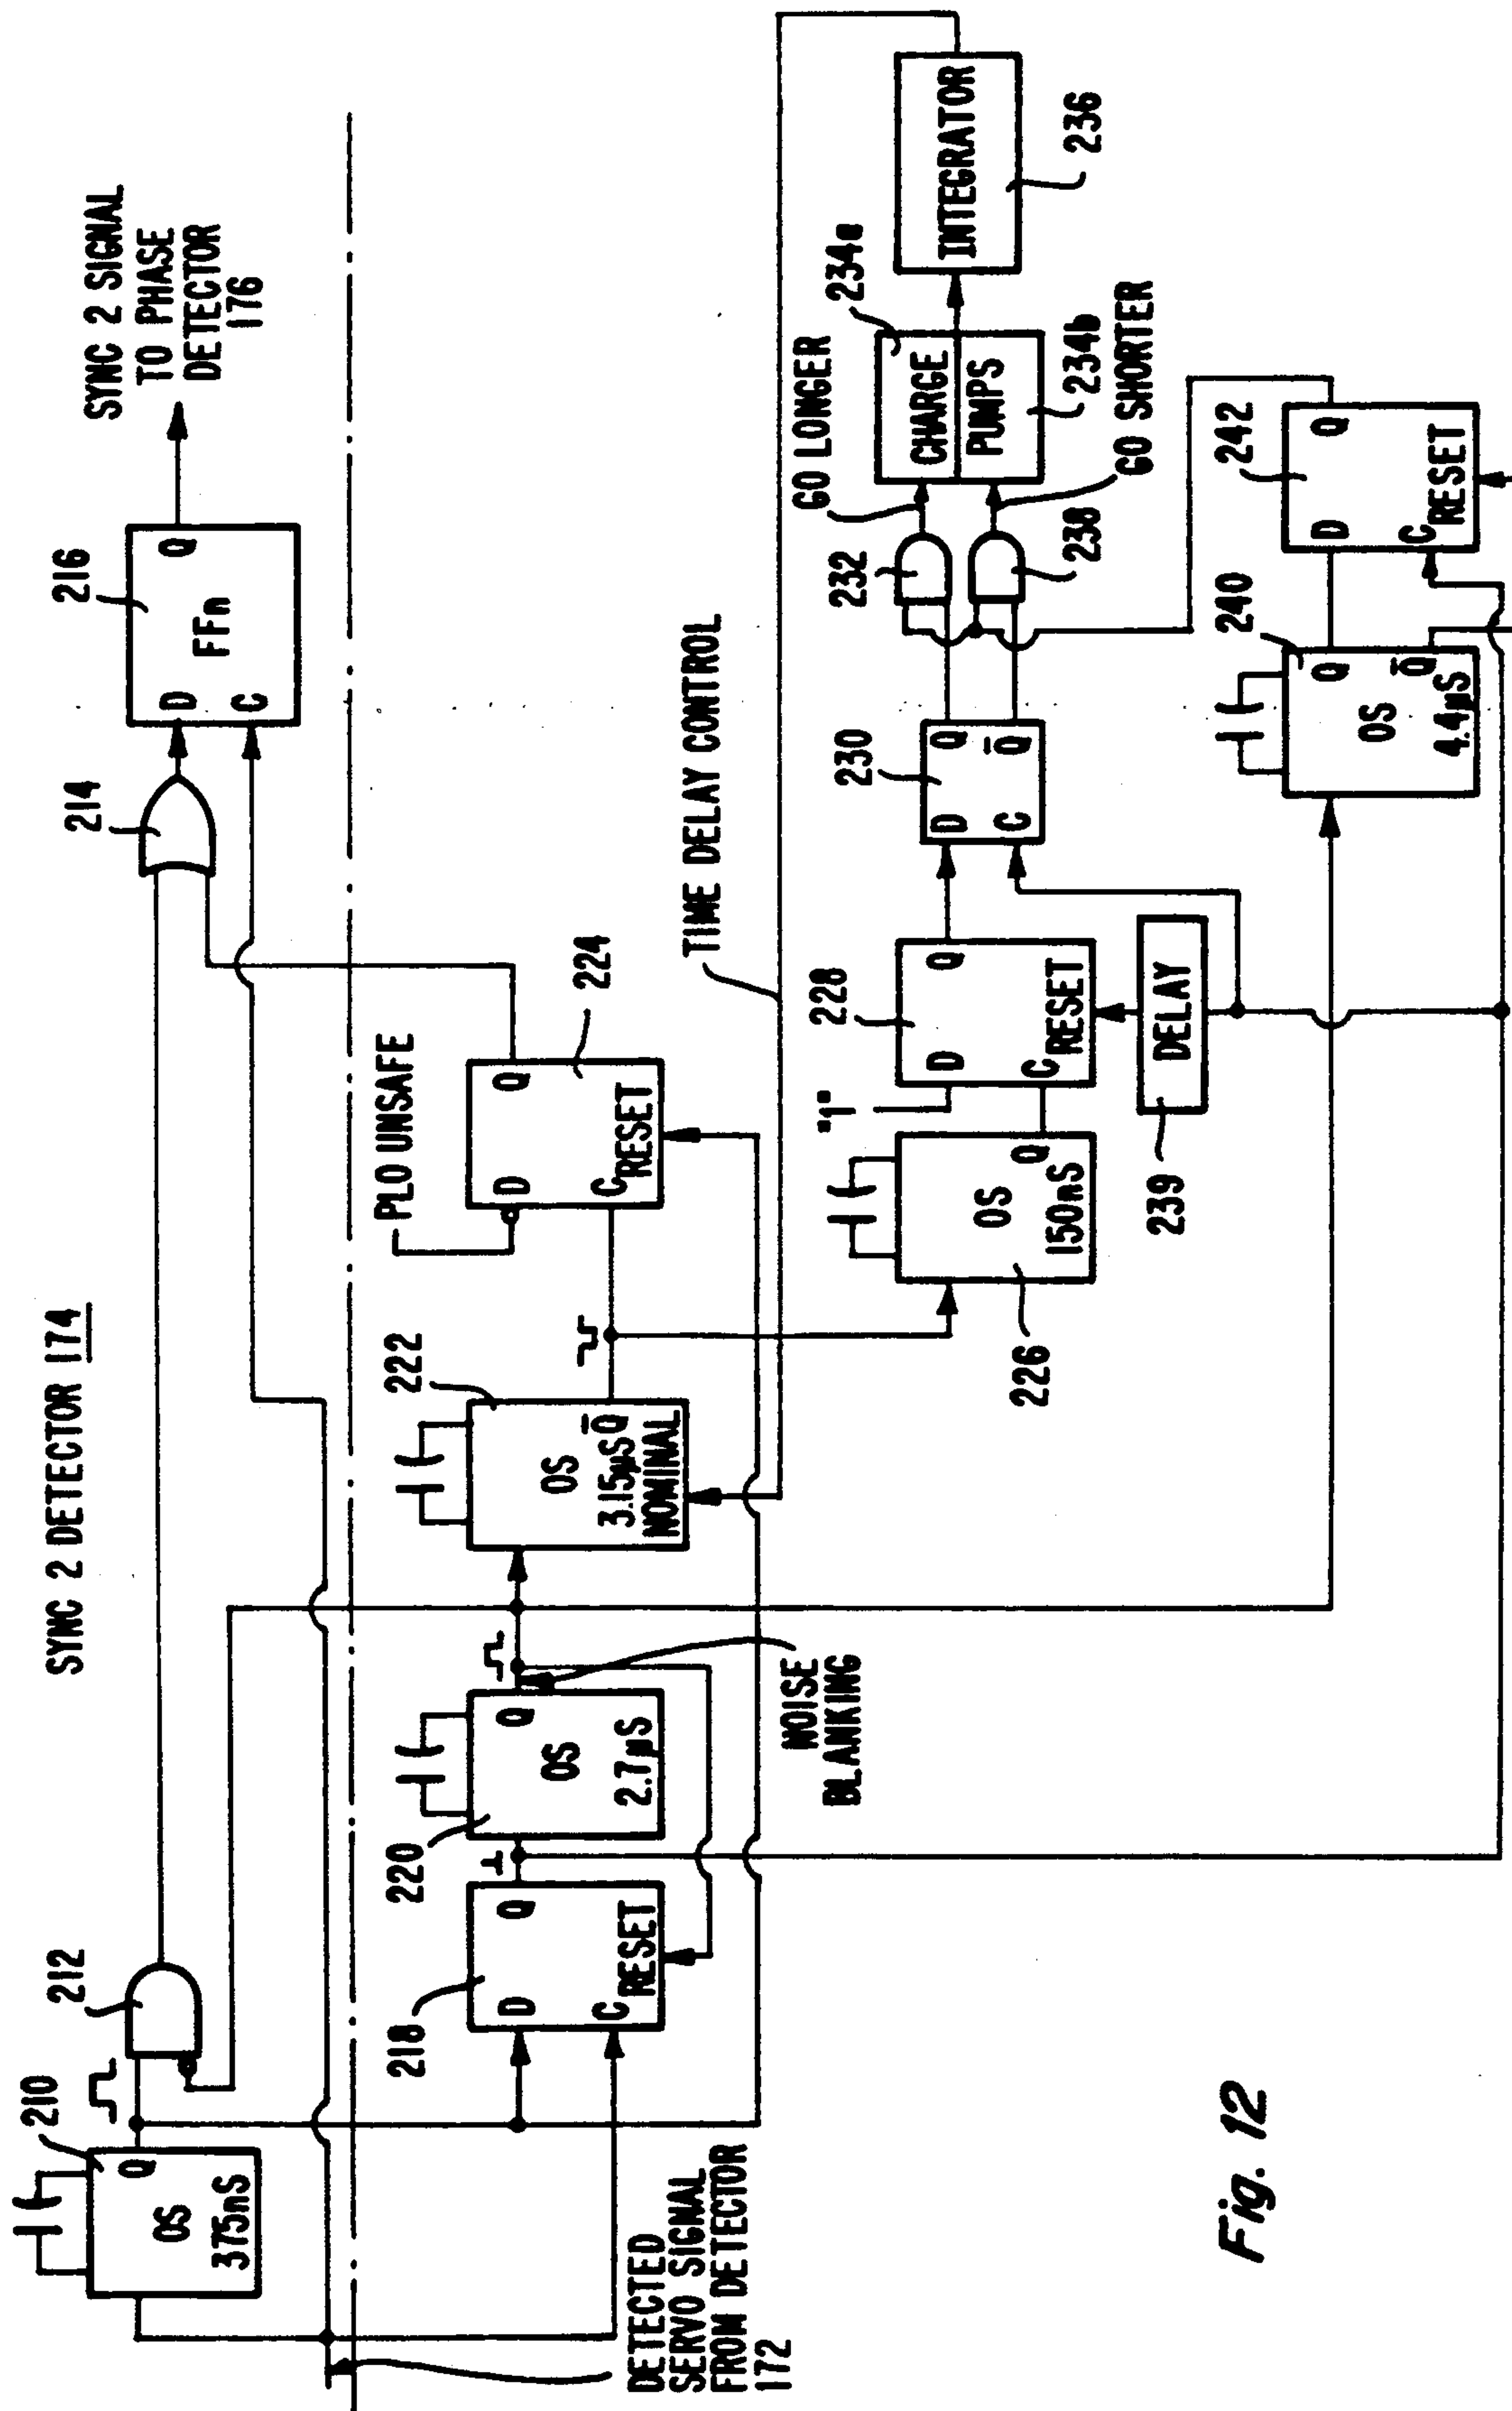 SYNC 2 DETECTOR 174
SYNC 2 SIGNAL
TO PHASE
DETECTOR
176
210
OS
375nS
Q
212
214
216
D
FFn
C
Q
DETECTED
SERVO SIGNAL
FROM DETECTOR
172
218
D
Q
C
RESET
220
OS
2.7µS
Q
NOISE
BLANKING
222
OS
3.15µS
Q̅
NOMINAL
PLO UNSAFE
224
D
Q
C
RESET
TIME DELAY CONTROL
226
OS
150nS
Q
"1"
228
D
Q
C
RESET
DELAY
239
230
D
Q
C
Q̅
232
238
GO LONGER
GO SHORTER
234a
CHARGE
PUMPS
234b
INTEGRATOR
236
240
OS
4.4µS
Q
Q̅
242
D
Q
C
RESET
Fig. 12